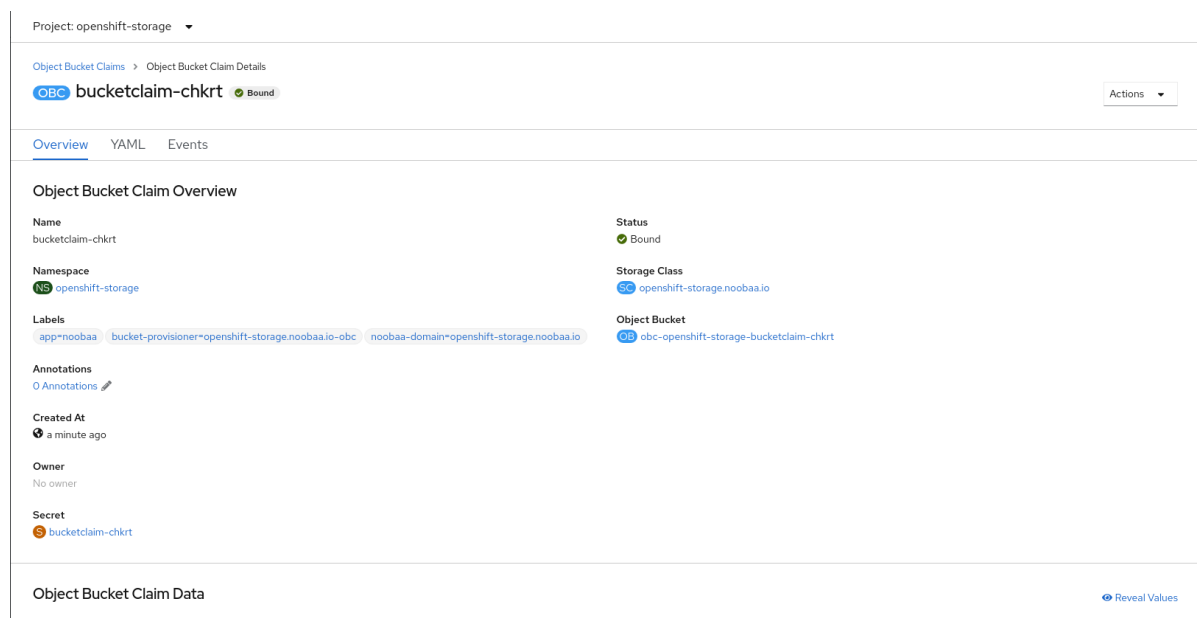 Project: openshift-storage
Object Bucket Claims > Object Bucket Claim Details
OBC bucketclaim-chkrt Bound
Actions
Overview YAML Events
Object Bucket Claim Overview
Name
bucketclaim-chkrt
Namespace
NS openshift-storage
Labels
app=noobaa bucket-provisioner=openshift-storage.noobaa.io-obc noobaa-domain=openshift-storage.noobaa.io
Annotations
0 Annotations
Created At
a minute ago
Owner
No owner
Secret
S bucketclaim-chkrt
Status
Bound
Storage Class
SC openshift-storage.noobaa.io
Object Bucket
OB obc-openshift-storage-bucketclaim-chkrt
Object Bucket Claim Data
Reveal Values